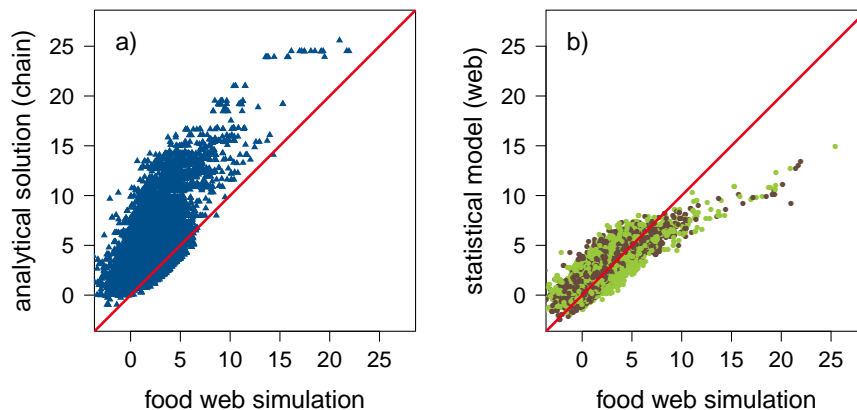 a)
analytical solution (chain)
25
20
15
10
5
0
0 5 10 15 20 25
food web simulation
b)
statistical model (web)
25
20
15
10
5
0
0 5 10 15 20 25
food web simulation